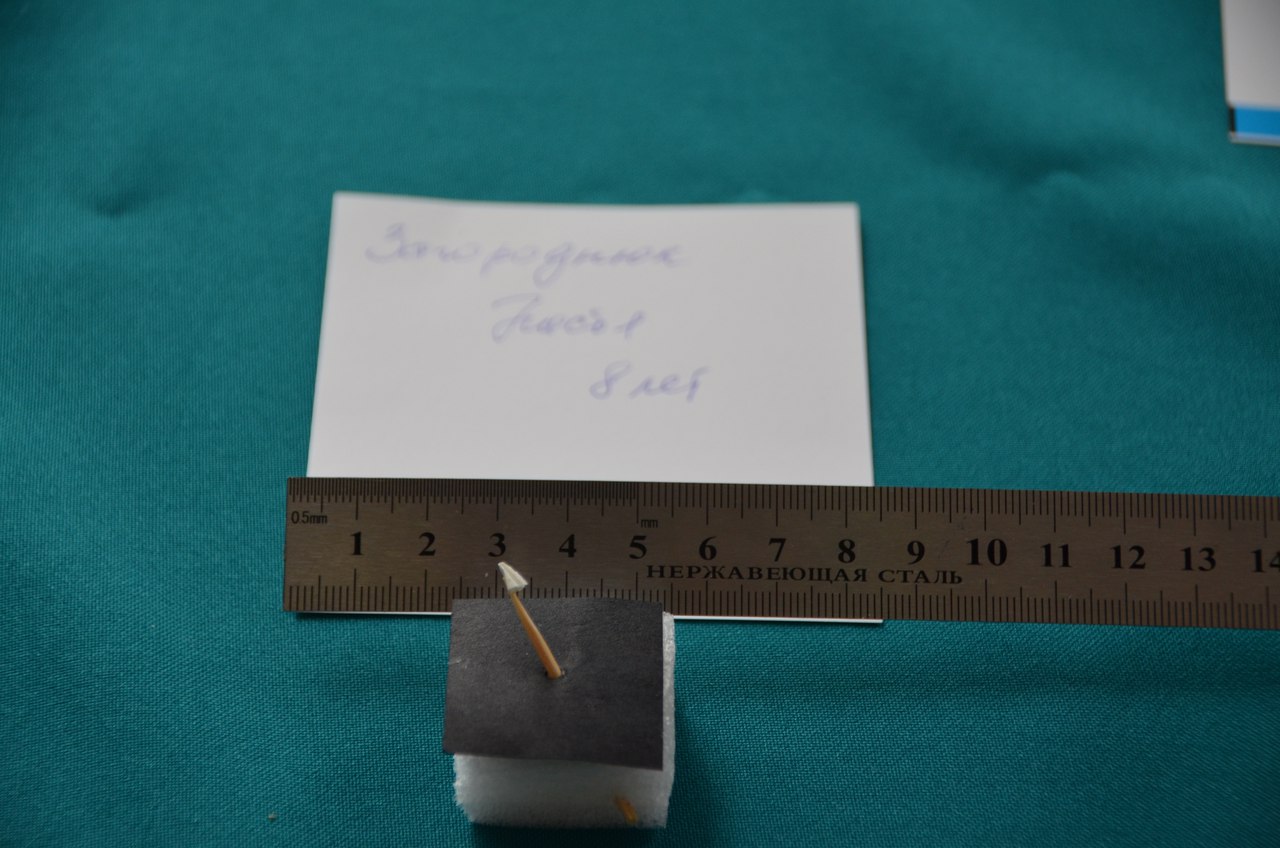 Загороднюк
8 лет
0.5mm
mm
1 2 3 4 5 6 7 8 9 10 11 12 13 14
НЕРЖАВЕЮЩАЯ СТАЛЬ